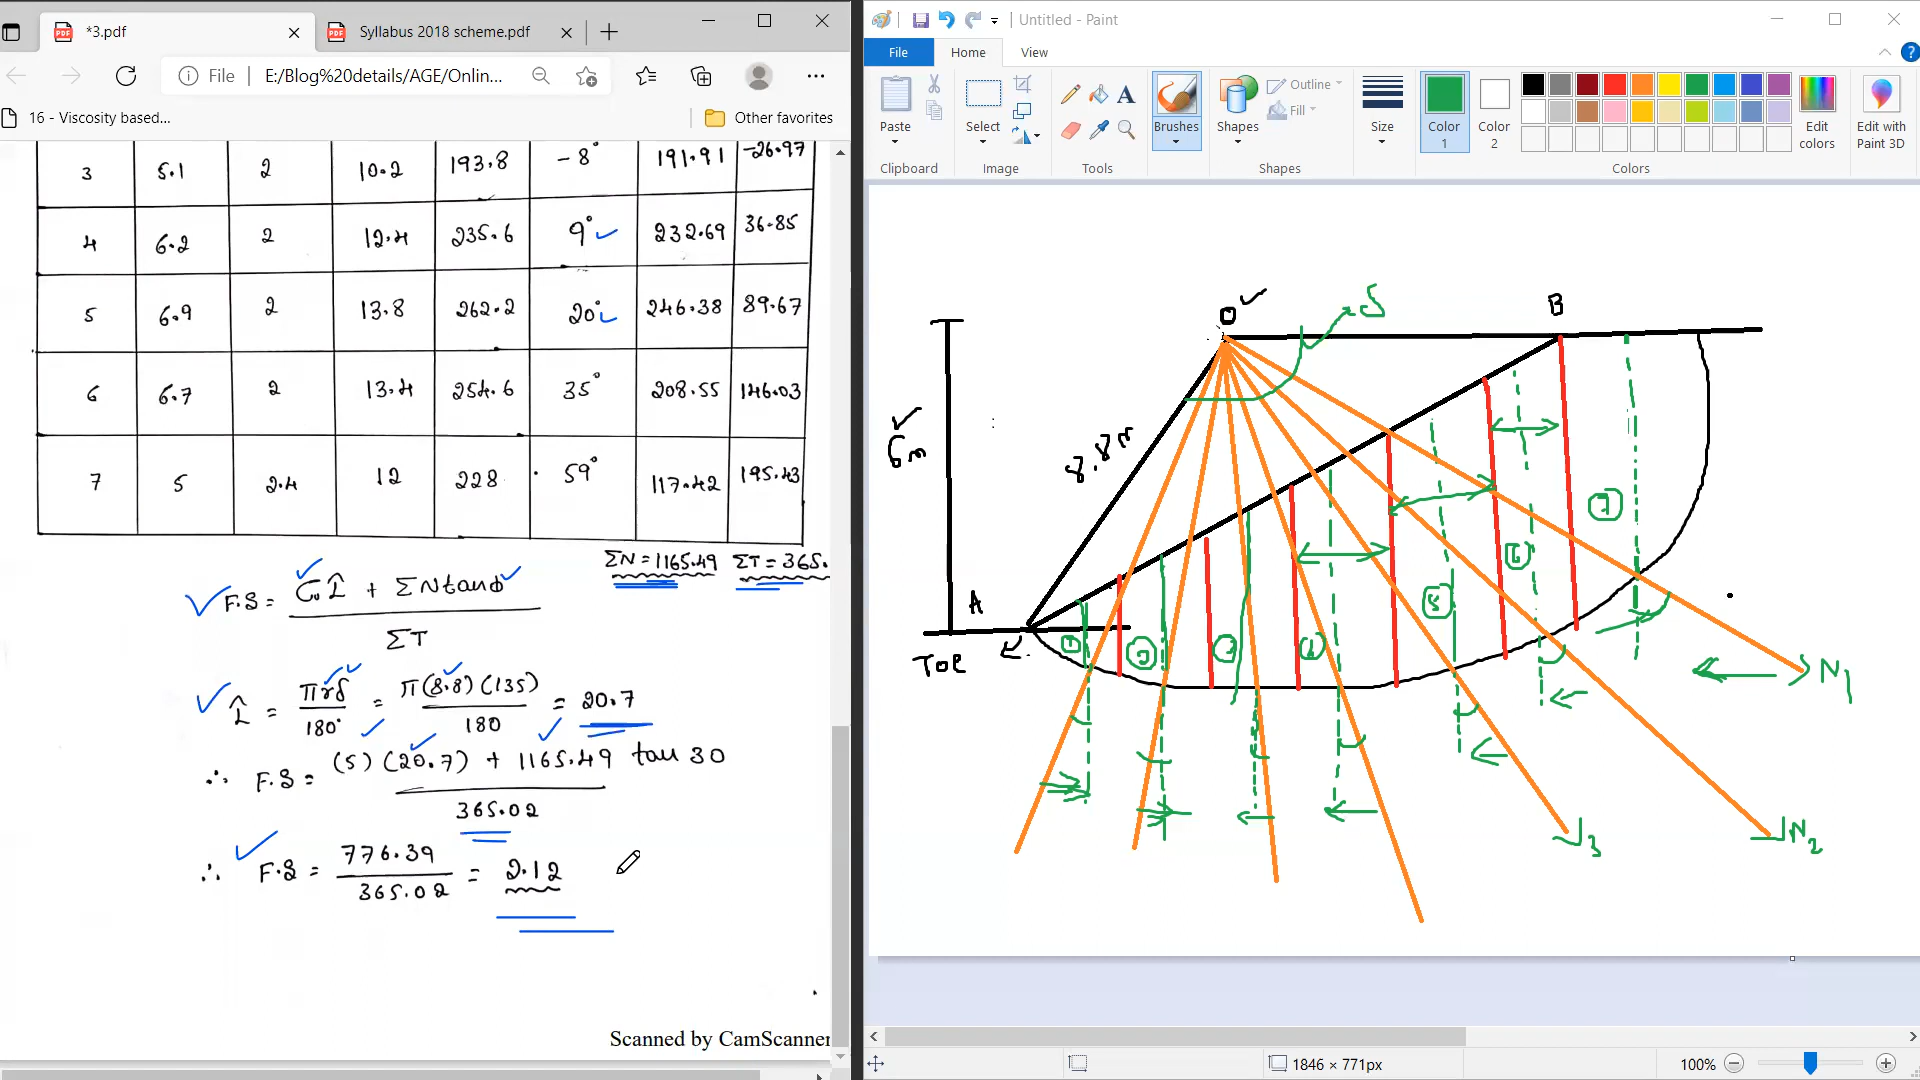 *3.pdf
Syllabus 2018 scheme.pdf
File
E:/Blog%20details/AGE/Onlin...
16 - Viscosity based...
Other favorites
3 5.1 2 10.2 193.8 -8° 191.91 -26.97
4 6.2 2 12.4 235.6 9° 232.69 36.85
5 6.9 2 13.8 262.2 20° 246.38 89.67
6 6.7 2 13.4 254.6 35° 208.55 146.03
7 5 2.4 12 228 59° 117.42 195.43
ΣN = 1165.49 ΣT = 365.
F.S = L̂ + ΣN tanΦ
ΣT
L̂ = πrδ / 180° = π(8.8)(135) / 180 = 20.7
∴ F.S = (5)(20.7) + 1165.49 tan 30
365.02
∴ F.S = 776.39 / 365.02 = 2.12
Scanned by CamScanner
Untitled - Paint
File
Home
View
Paste
Select
Brushes
Shapes
Outline
Fill
Size
Color 1
Color 2
Edit colors
Edit with Paint 3D
Clipboard
Image
Tools
Shapes
Colors
O
B
δ
8.8
A
TOE
1
2
5
6
7
N1
N2
3
1846 × 771px
100%